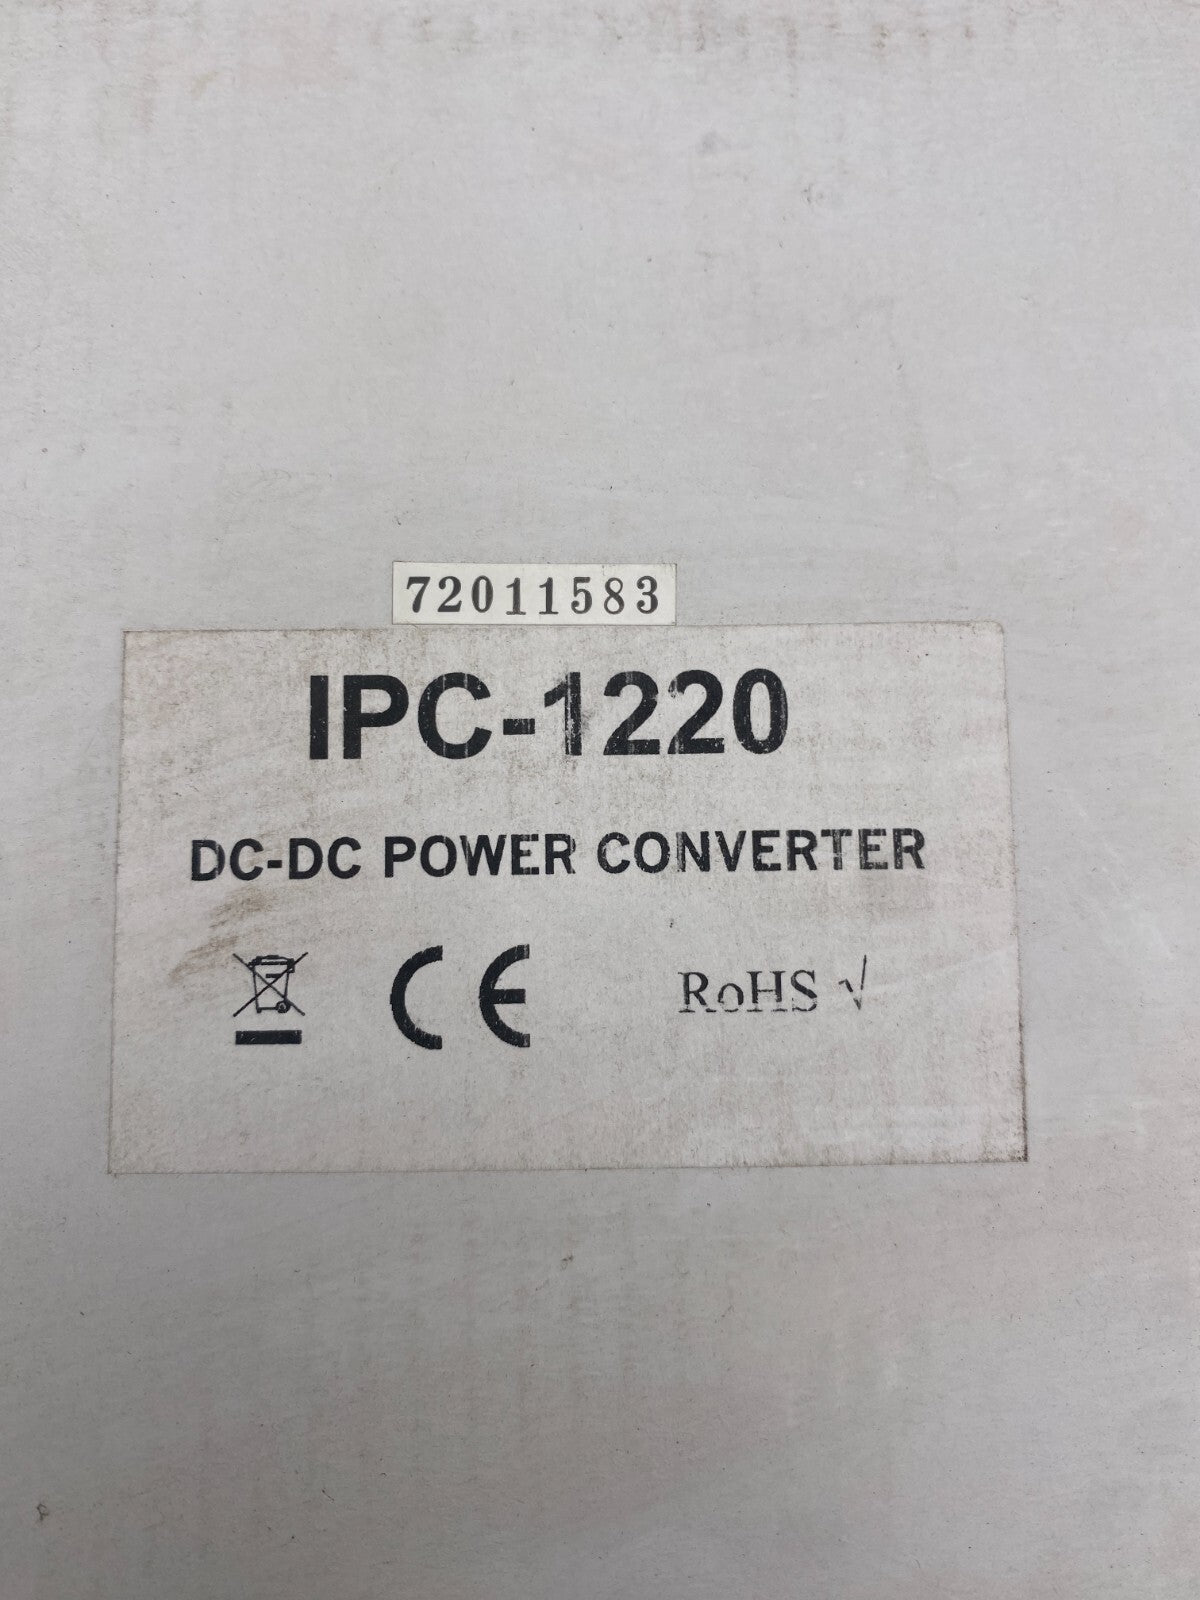 72011583
IPC-1220
DC-DC POWER CONVERTER
CE RoHS √